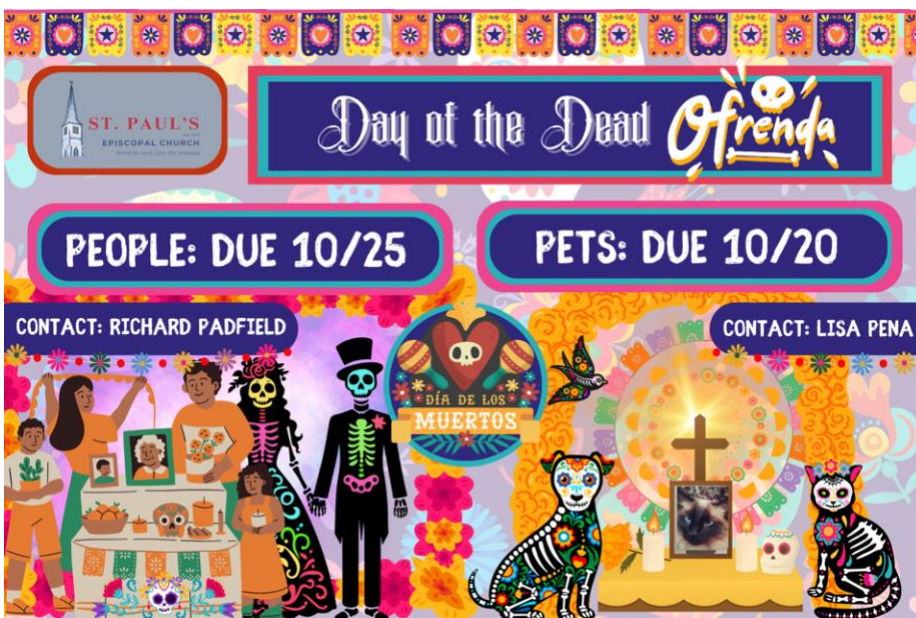 ST. PAUL'S
EPISCOPAL CHURCH
Day of the Dead Ofrenda
PEOPLE: DUE 10/25
PETS: DUE 10/20
CONTACT: RICHARD PADFIELD
CONTACT: LISA PENA
DÍA DE LOS
MUERTOS